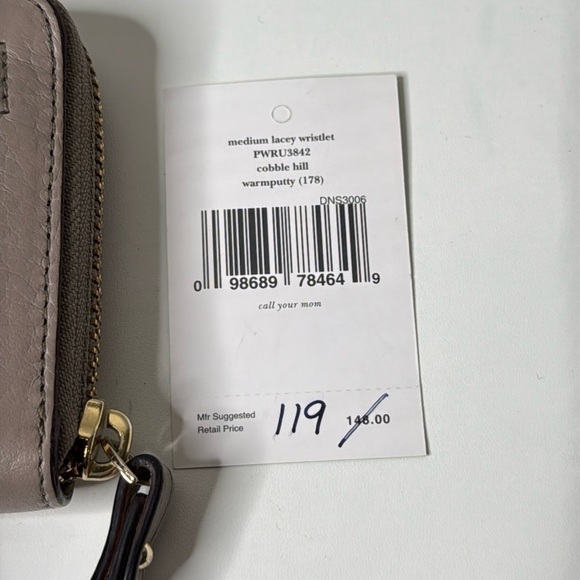 medium lacey wristlet
PWRU3842
cobble hill
warmputty (178)
DNS3006
0 98689 78464 9
call your mom
Mfr Suggested
Retail Price
119 148.00